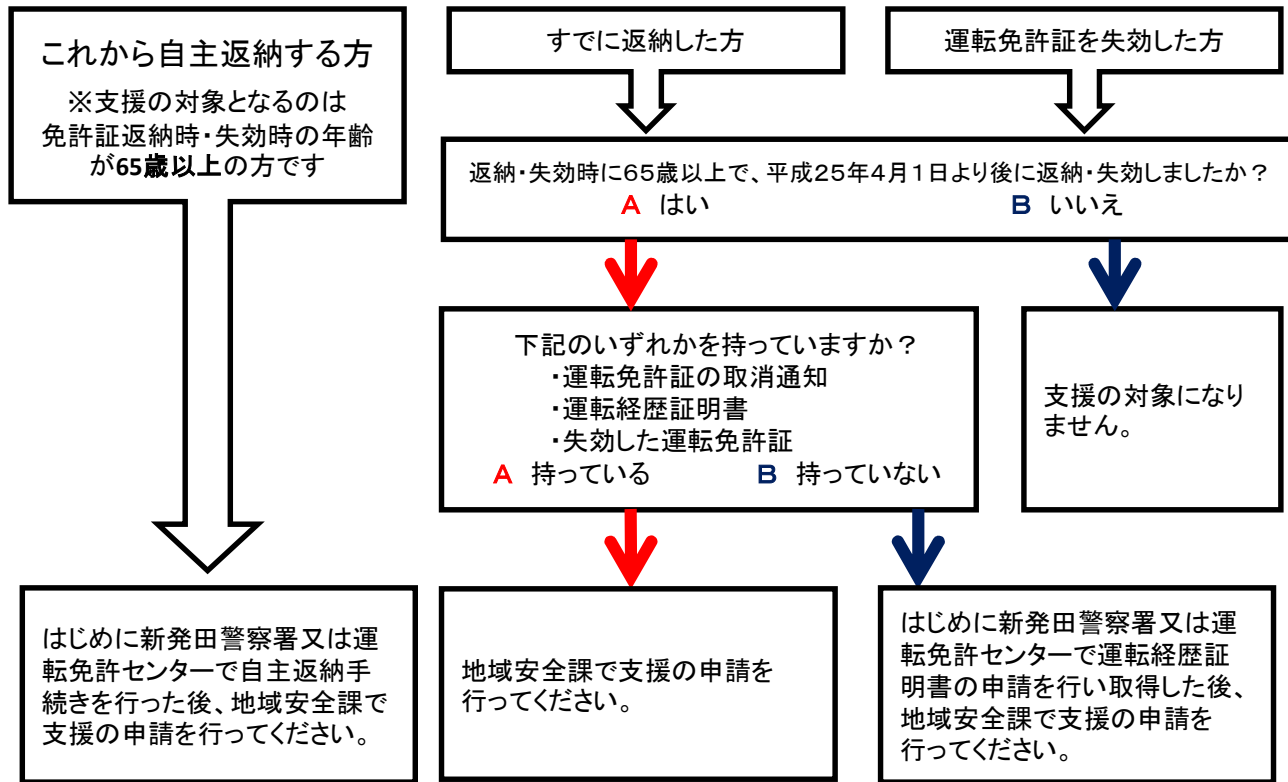 これから自主返納する方
※支援の対象となるのは
免許証返納時・失効時の年齢
が65歳以上の方です
すでに返納した方
運転免許証を失効した方
返納・失効時に65歳以上で、平成25年4月1日より後に返納・失効しましたか？
A はい
B いいえ
下記のいずれかを持っていますか？
・運転免許証の取消通知
・運転経歴証明書
・失効した運転免許証
A 持っている
B 持っていない
支援の対象になり
ません。
はじめに新発田警察署又は運
転免許センターで自主返納手
続きを行った後、地域安全課で
支援の申請を行ってください。
地域安全課で支援の申請を
行ってください。
はじめに新発田警察署又は運
転免許センターで運転経歴証
明書の申請を行い取得した後、
地域安全課で支援の申請を
行ってください。